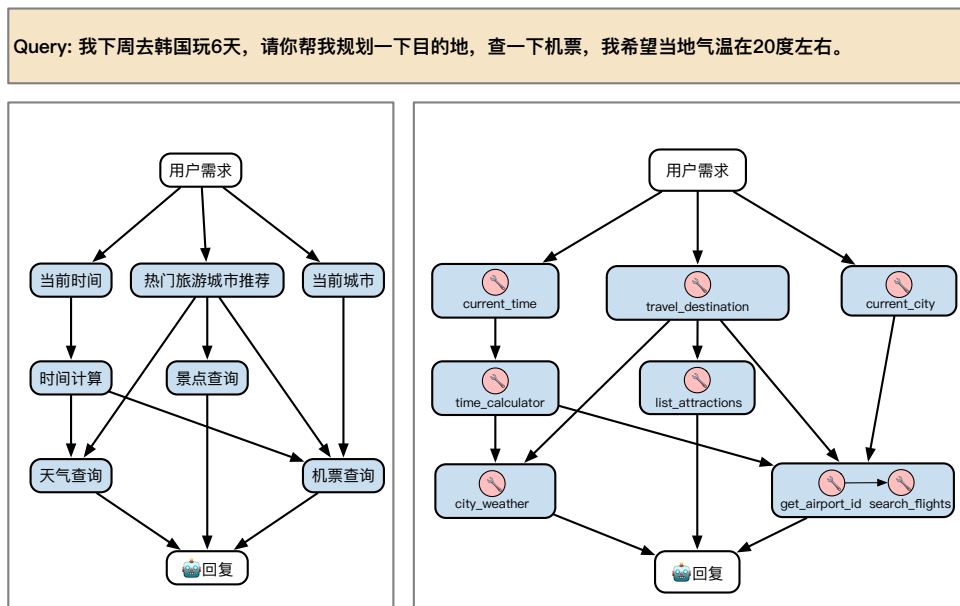 Query: 我下周去韩国玩6天，请你帮我规划一下目的地，查一下机票，我希望当地气温在20度左右。
用户需求
当前时间
热门旅游城市推荐
当前城市
时间计算
景点查询
天气查询
机票查询
回复
用户需求
current_time
travel_destination
current_city
time_calculator
list_attractions
city_weather
get_airport_id search_flights
回复